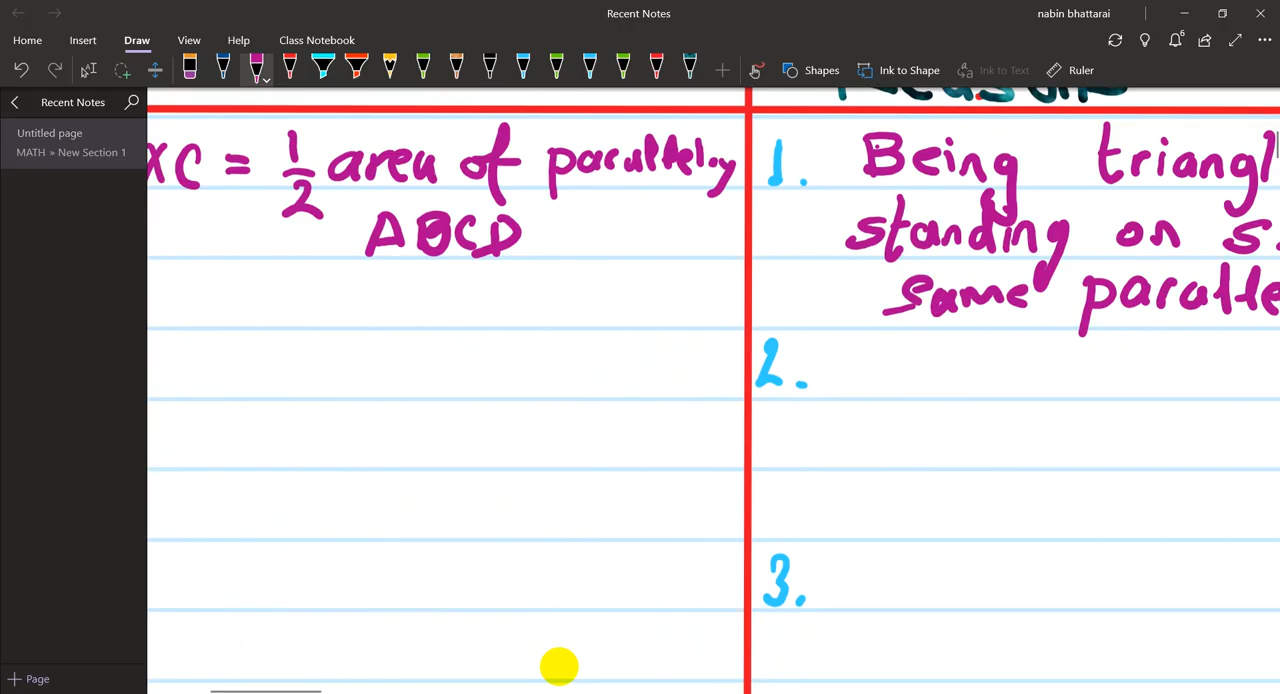 Recent Notes
nabin bhattarai
Home Insert Draw View Help Class Notebook
6
Shapes Ink to Shape Ink to Text Ruler
Recent Notes
Untitled page
MATH » New Section 1
XC = 1/2 area of
ABCD
1. Being triangl
standing on s.
same paralle
2.
3.
Page